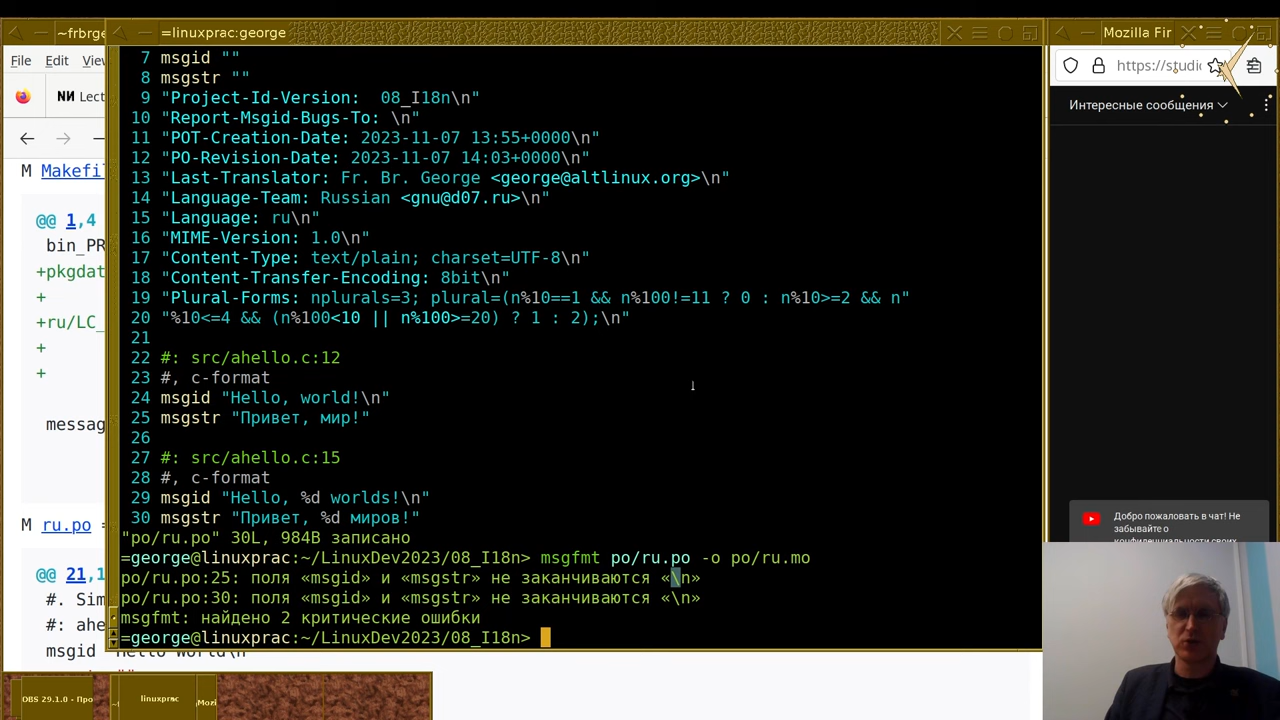 ~frbrge
=linuxprac:george
Mozilla Fir
File Edit Viev
Lect
https://studic
Интересные сообщения
M Makefil
@@ 1,4
bin_PR
+pkgdat
+
+ru/LC_
+
+
messag
M ru.po =
@@ 21,1
#. Sim
#: ahe
7 msgid ""
8 msgstr ""
9 "Project-Id-Version:  08_I18n\n"
10 "Report-Msgid-Bugs-To: \n"
11 "POT-Creation-Date: 2023-11-07 13:55+0000\n"
12 "PO-Revision-Date: 2023-11-07 14:03+0000\n"
13 "Last-Translator: Fr. Br. George <george@altlinux.org>\n"
14 "Language-Team: Russian <gnu@d07.ru>\n"
15 "Language: ru\n"
16 "MIME-Version: 1.0\n"
17 "Content-Type: text/plain; charset=UTF-8\n"
18 "Content-Transfer-Encoding: 8bit\n"
19 "Plural-Forms: nplurals=3; plural=(n%10==1 && n%100!=11 ? 0 : n%10>=2 && n"
20 "%10<=4 && (n%100<10 || n%100>=20) ? 1 : 2);\n"
21
22 #: src/ahello.c:12
23 #, c-format
24 msgid "Hello, world!\n"
25 msgstr "Привет, мир!"
26
27 #: src/ahello.c:15
28 #, c-format
29 msgid "Hello, %d worlds!\n"
30 msgstr "Привет, %d миров!"
"po/ru.po" 30L, 984B записано
=george@linuxprac:~/LinuxDev2023/08_I18n> msgfmt po/ru.po -o po/ru.mo
po/ru.po:25: поля «msgid» и «msgstr» не заканчиваются «\n»
po/ru.po:30: поля «msgid» и «msgstr» не заканчиваются «\n»
msgfmt: найдено 2 критические ошибки
=george@linuxprac:~/LinuxDev2023/08_I18n>
Добро пожаловать в чат! Не
забывайте о
OBS 29.1.0 - Про
linuxprac
Mozi